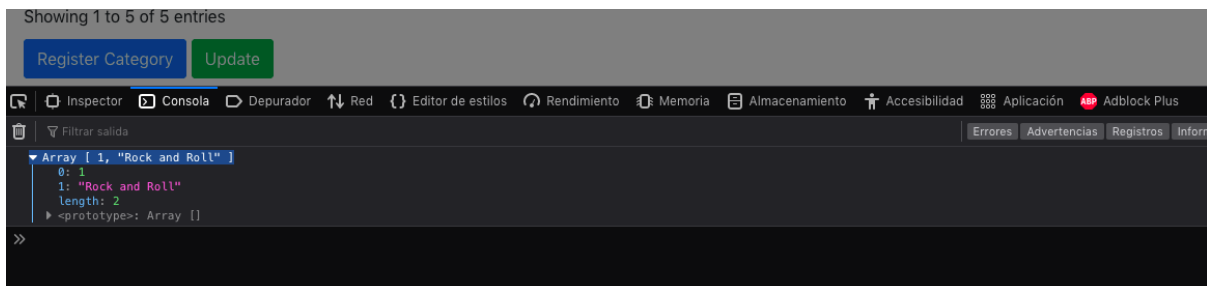 Showing 1 to 5 of 5 entries
Register Category Update
Inspector Consola Depurador Red Editor de estilos Rendimiento Memoria Almacenamiento Accesibilidad Aplicación ABP Adblock Plus
Filtrar salida Errores Advertencias Registros Inforr
Array [ 1, "Rock and Roll" ]
0: 1
1: "Rock and Roll"
length: 2
<prototype>: Array []